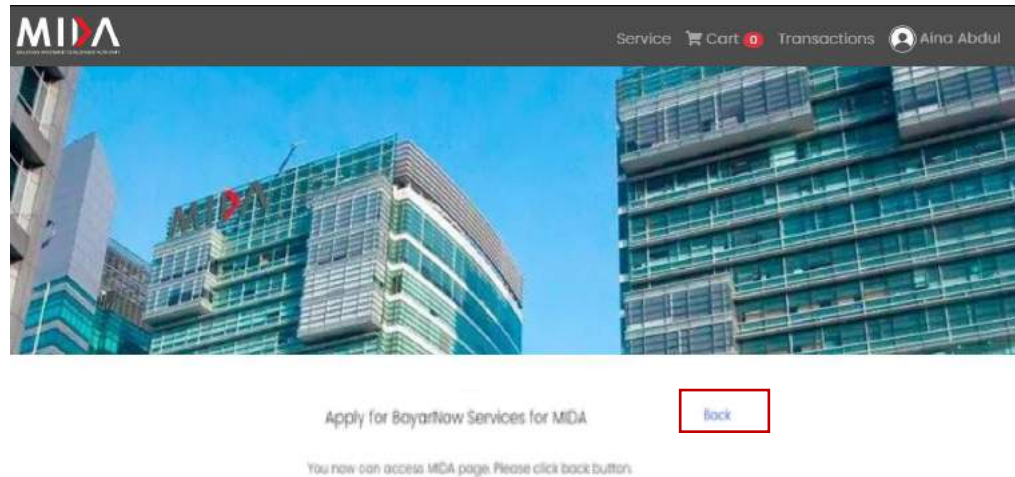 MIDA
Service Cart 0 Transactions Aina Abdul
MIDA
Apply for BayarNow Services for MIDA
Back
You now can access MIDA page. Please click back button.